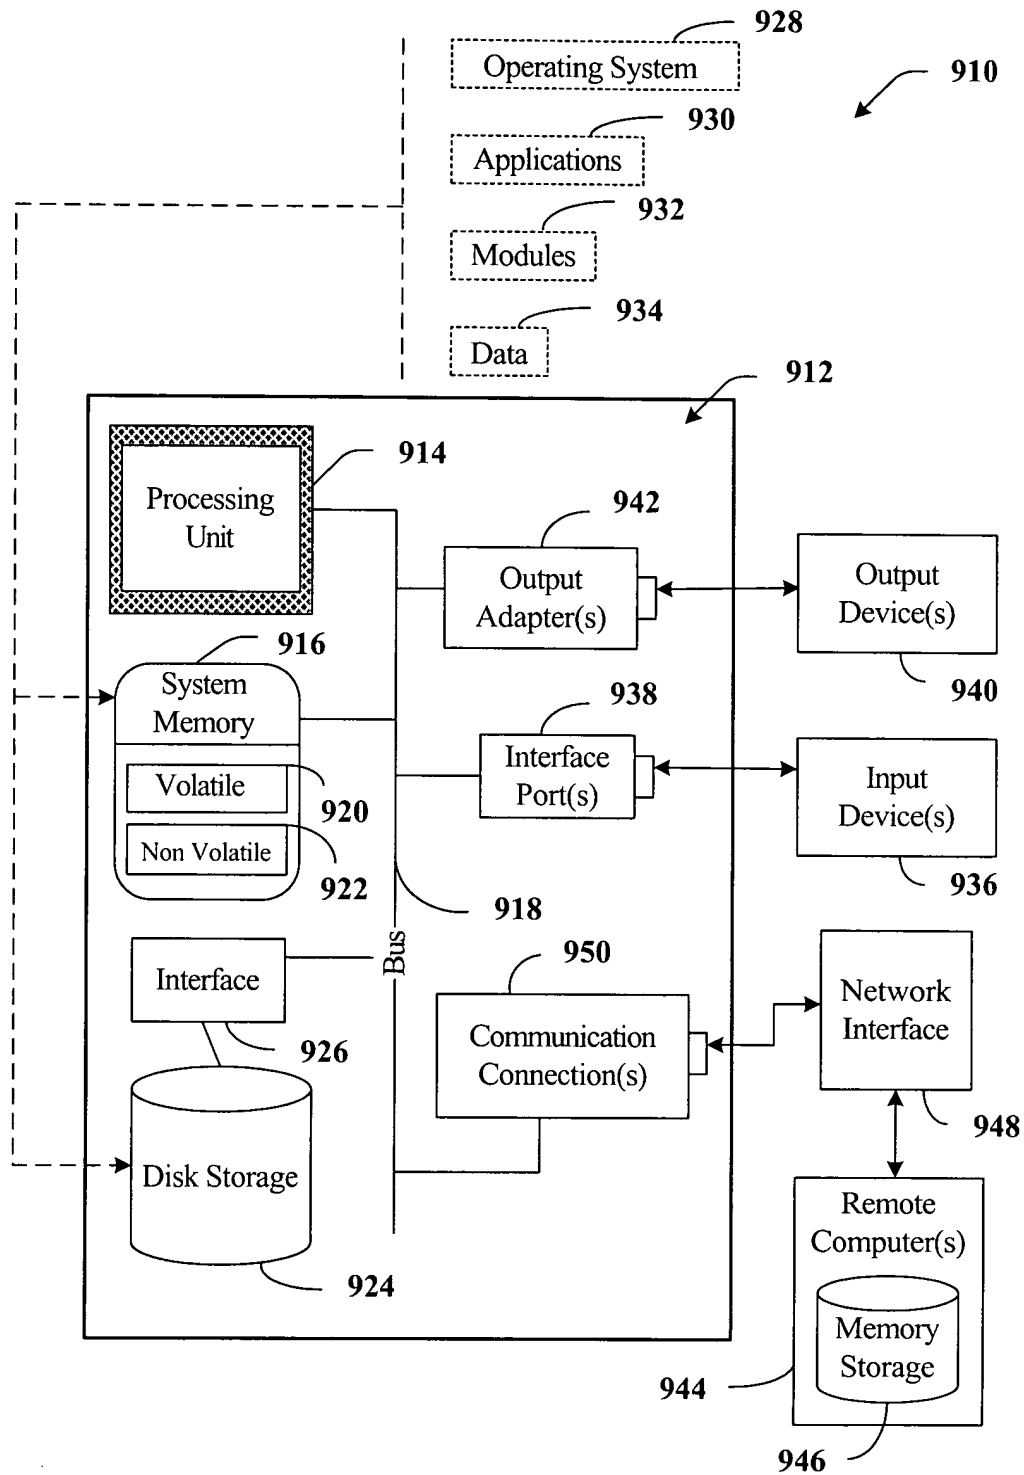 928
Operating System
910
930
Applications
932
Modules
934
Data
912
914
Processing
Unit
942
Output
Adapter(s)
Output
Device(s)
940
916
System
Memory
Volatile
920
Non Volatile
922
938
Interface
Port(s)
Input
Device(s)
936
918
Bus
Interface
926
950
Communication
Connection(s)
Network
Interface
948
Disk Storage
924
Remote
Computer(s)
Memory
Storage
944
946